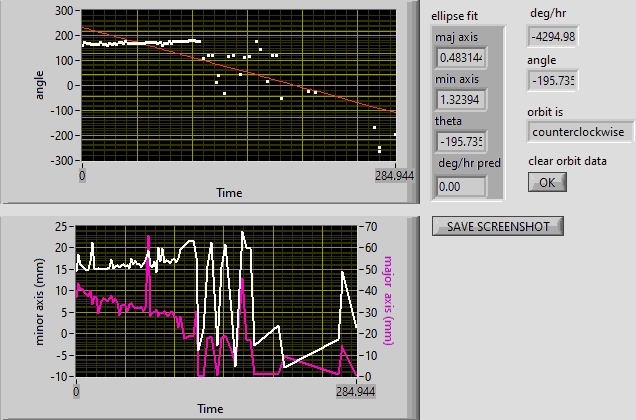 300
200
100
0
-100
-200
-300
angle
0
284.944
Time
ellipse fit
maj axis
0.48314
min axis
1.32394
theta
-195.735
deg/hr pred
0.00
deg/hr
-4294.98
angle
-195.735
orbit is
counterclockwise
clear orbit data
OK
SAVE SCREENSHOT
25
20
15
10
5
0
-5
-10
minor axis (mm)
70
60
50
40
30
20
10
0
major axis (mm)
0
284.944
Time